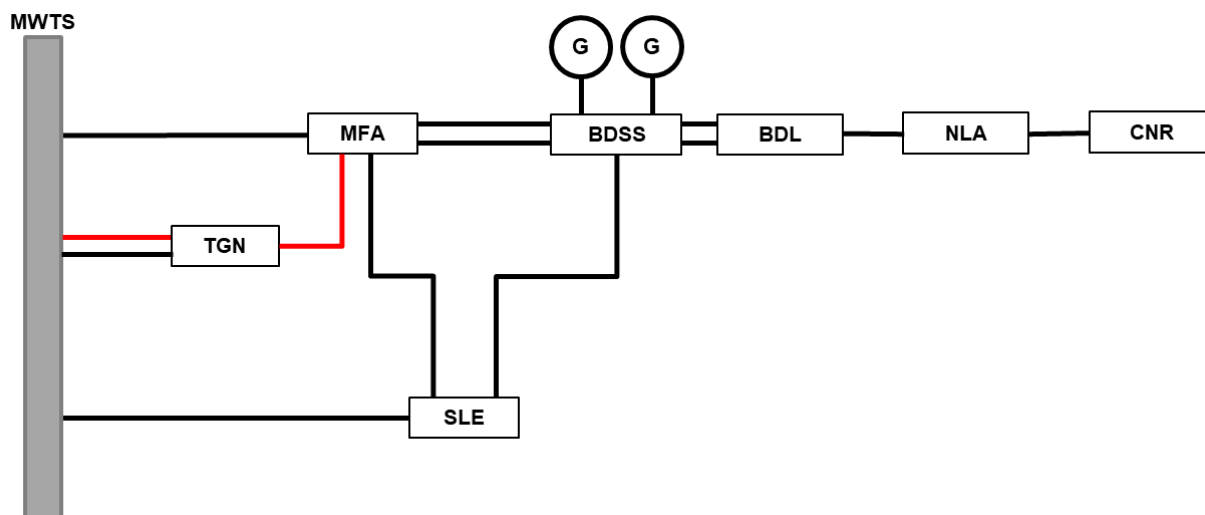 MWTS
G
G
MFA
BDSS
BDL
NLA
CNR
TGN
SLE